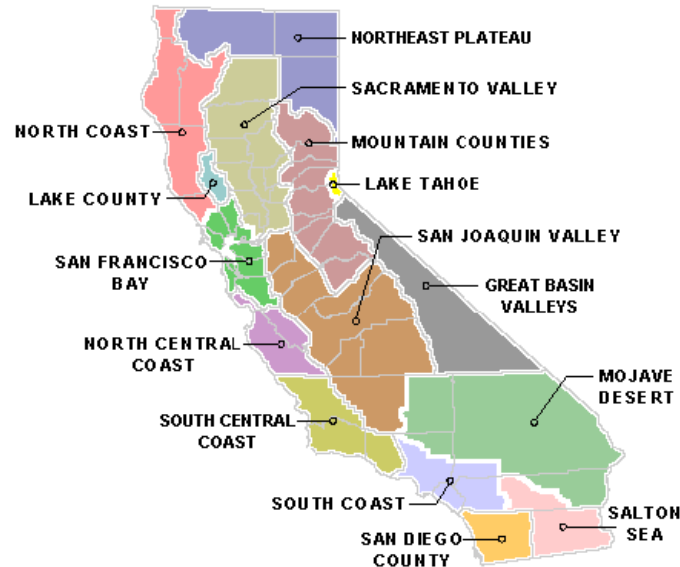 NORTHEAST PLATEAU
SACRAMENTO VALLEY
NORTH COAST
MOUNTAIN COUNTIES
LAKE TAHOE
LAKE COUNTY
SAN JOAQUIN VALLEY
SAN FRANCISCO
BAY
GREAT BASIN
VALLEYS
NORTH CENTRAL
COAST
MOJAVE
DESERT
SOUTH CENTRAL
COAST
SOUTH COAST
SALTON
SEA
SAN DIEGO
COUNTY